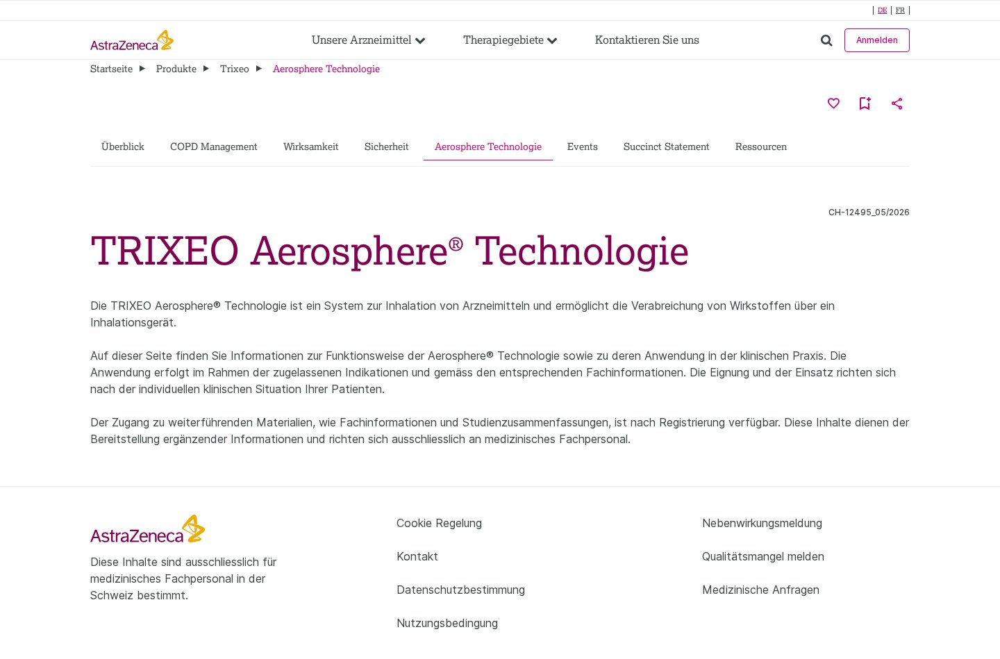 DE FR
AstraZeneca Unsere Arzneimittel Therapiegebiete Kontaktieren Sie uns Anmelden
Startseite Produkte Trixeo Aerosphere Technologie
Überblick COPD Management Wirksamkeit Sicherheit Aerosphere Technologie Events Succinct Statement Ressourcen
CH-12495_05/2026
TRIXEO Aerosphere® Technologie
Die TRIXEO Aerosphere® Technologie ist ein System zur Inhalation von Arzneimitteln und ermöglicht die Verabreichung von Wirkstoffen über ein
Inhalationsgerät.
Auf dieser Seite finden Sie Informationen zur Funktionsweise der Aerosphere® Technologie sowie zu deren Anwendung in der klinischen Praxis. Die
Anwendung erfolgt im Rahmen der zugelassenen Indikationen und gemäss den entsprechenden Fachinformationen. Die Eignung und der Einsatz richten sich
nach der individuellen klinischen Situation Ihrer Patienten.
Der Zugang zu weiterführenden Materialien, wie Fachinformationen und Studienzusammenfassungen, ist nach Registrierung verfügbar. Diese Inhalte dienen der
Bereitstellung ergänzender Informationen und richten sich ausschliesslich an medizinisches Fachpersonal.
AstraZeneca
Diese Inhalte sind ausschliesslich für
medizinisches Fachpersonal in der
Schweiz bestimmt.
Cookie Regelung
Kontakt
Datenschutzbestimmung
Nutzungsbedingung
Nebenwirkungsmeldung
Qualitätsmangel melden
Medizinische Anfragen